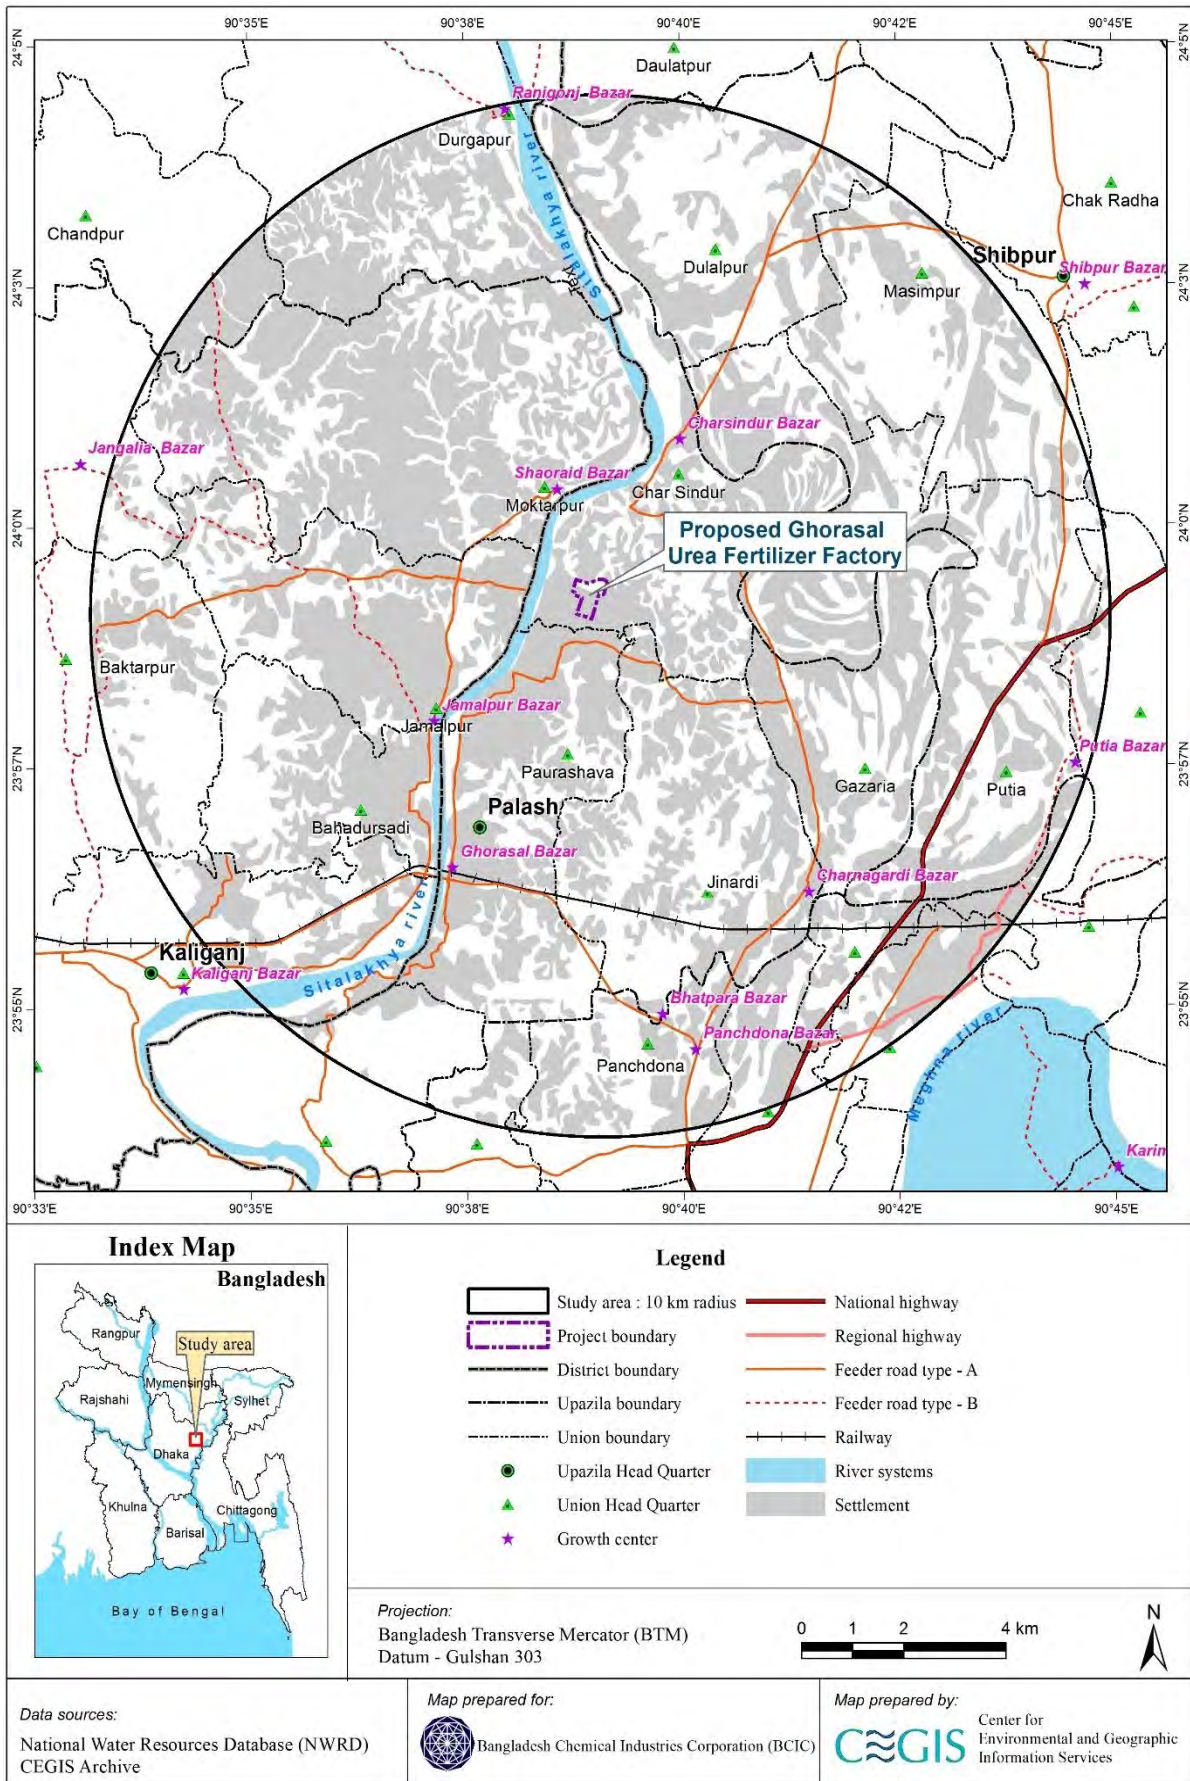 90°35'E
90°38'E
90°40'E
90°42'E
90°45'E
24°5'N
24°5'N
Daulatpur
Ranigonj Bazar
Durgapur
Sitalakhya river
Chak Radha
Chandpur
Dulalpur
Shibpur
Shibpur Bazar
Masimpur
24°3'N
24°3'N
Text
Charsindur Bazar
Jangalia Bazar
Shaoraid Bazar
Moktarpur
Char Sindur
24°0'N
24°0'N
Proposed Ghorasal
Urea Fertilizer Factory
Baktarpur
Jamalpur Bazar
Jamalpur
Putia Bazar
23°57'N
23°57'N
Paurashava
Gazaria
Putia
Palash
Bahadursadi
Ghorasal Bazar
Jinardi
Charnagardi Bazar
Kaliganj
Kaliganj Bazar
Sitalakhya river
Bhatpara Bazar
23°55'N
23°55'N
Panchdona Bazar
Panchdona
Meghna river
Karim
90°33'E
90°35'E
90°38'E
90°40'E
90°42'E
90°45'E
Index Map
Bangladesh
Rangpur
Study area
Mymensingh
Rajshahi
Sylhet
Dhaka
Khulna
Chittagong
Barisal
Bay of Bengal
Legend
Study area : 10 km radius
National highway
Project boundary
Regional highway
District boundary
Feeder road type - A
Upazila boundary
Feeder road type - B
Union boundary
Railway
Upazila Head Quarter
River systems
Union Head Quarter
Settlement
Growth center
Projection:
Bangladesh Transverse Mercator (BTM)
Datum - Gulshan 303
0 1 2 4 km
N
Data sources:
National Water Resources Database (NWRD)
CEGIS Archive
Map prepared for:
Bangladesh Chemical Industries Corporation (BCIC)
Map prepared by:
CEGIS
Center for
Environmental and Geographic
Information Services